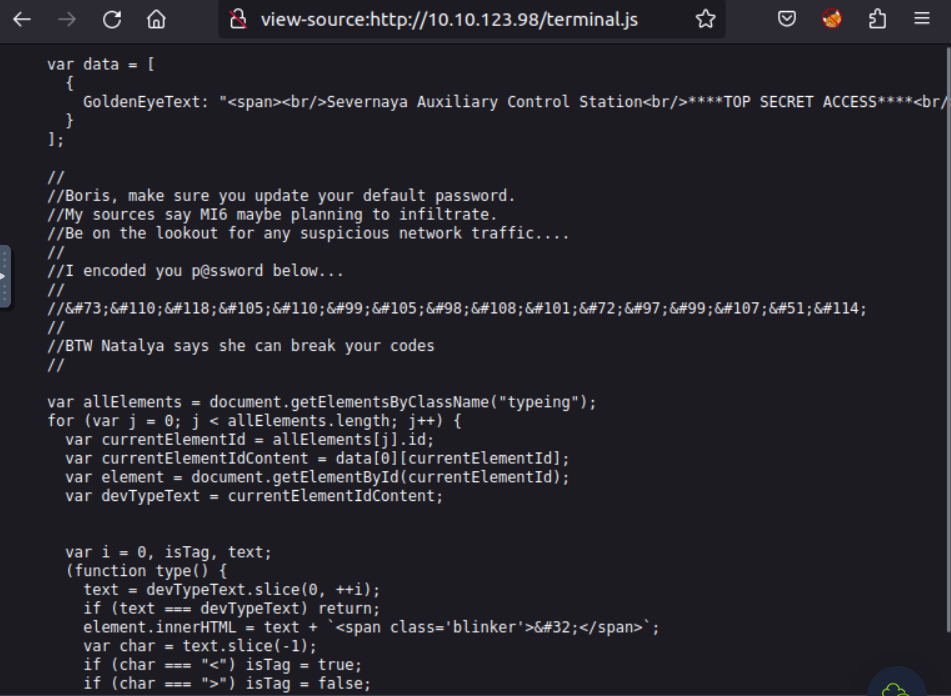 view-source:http://10.10.123.98/terminal.js
var data = [
  {
    GoldenEyeText: "<span><br/>Severnaya Auxiliary Control Station<br/>****TOP SECRET ACCESS****<br/
  }
];
//
//Boris, make sure you update your default password.
//My sources say MI6 maybe planning to infiltrate.
//Be on the lookout for any suspicious network traffic....
//
//I encoded you p@ssword below...
//
//&#73;&#110;&#118;&#105;&#110;&#99;&#105;&#98;&#108;&#101;&#72;&#97;&#99;&#107;&#51;&#114;
//
//BTW Natalya says she can break your codes
//
var allElements = document.getElementsByClassName("typeing");
for (var j = 0; j < allElements.length; j++) {
  var currentElementId = allElements[j].id;
  var currentElementIdContent = data[0][currentElementId];
  var element = document.getElementById(currentElementId);
  var devTypeText = currentElementIdContent;
  var i = 0, isTag, text;
  (function type() {
    text = devTypeText.slice(0, ++i);
    if (text === devTypeText) return;
    element.innerHTML = text + `<span class='blinker'>&#32;</span>`;
    var char = text.slice(-1);
    if (char === "<") isTag = true;
    if (char === ">") isTag = false;